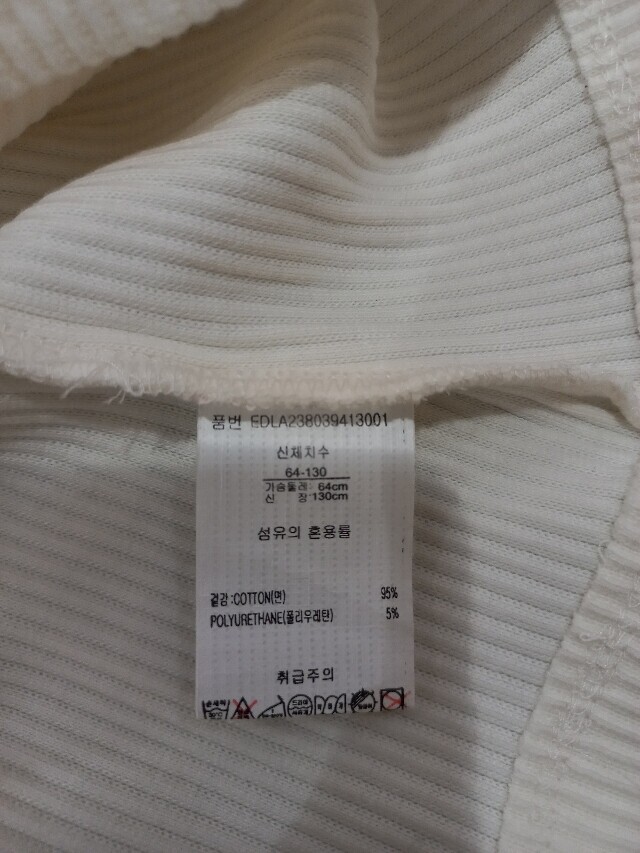 품번 EDLA238039413001
신체치수
64-130
가슴둘레: 64cm
신 장:130cm
섬유의 혼용률
겉감:COTTON(면) 95%
POLYURETHANE(폴리우레탄) 5%
취급주의